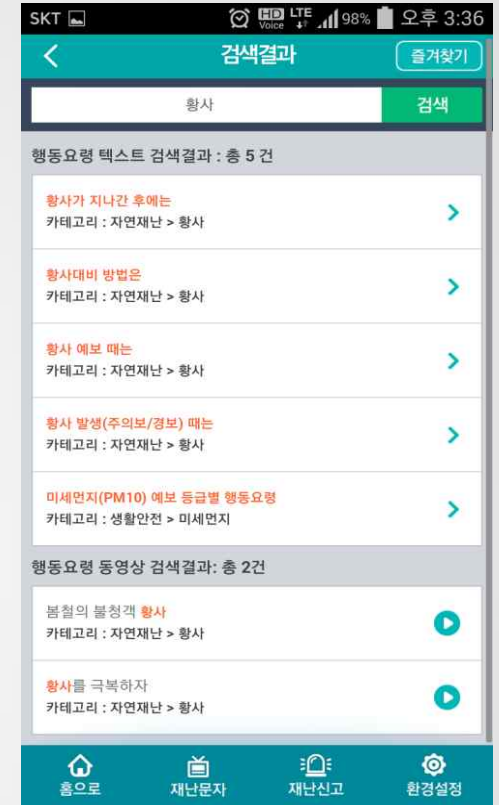 SKT HD Voice LTE 98% 오후 3:36
검색결과 즐겨찾기
황사 검색
행동요령 텍스트 검색결과 : 총 5 건
황사가 지나간 후에는
카테고리 : 자연재난 > 황사
황사대비 방법은
카테고리 : 자연재난 > 황사
황사 예보 때는
카테고리 : 자연재난 > 황사
황사 발생(주의보/경보) 때는
카테고리 : 자연재난 > 황사
미세먼지(PM10) 예보 등급별 행동요령
카테고리 : 생활안전 > 미세먼지
행동요령 동영상 검색결과: 총 2건
봄철의 불청객 황사
카테고리 : 자연재난 > 황사
황사를 극복하자
카테고리 : 자연재난 > 황사
홈으로 재난문자 재난신고 환경설정